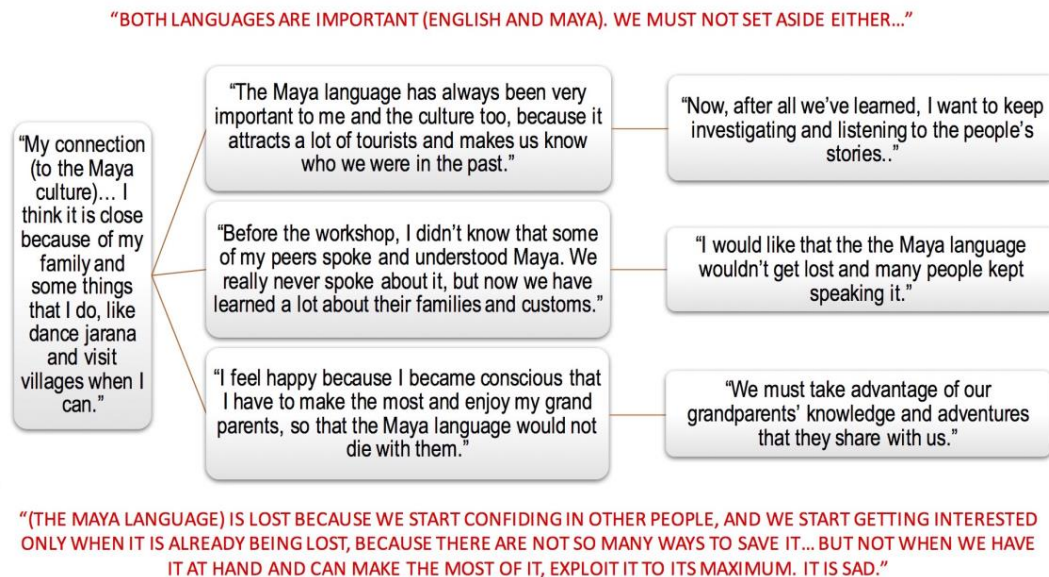 “BOTH LANGUAGES ARE IMPORTANT (ENGLISH AND MAYA). WE MUST NOT SET ASIDE EITHER…”
“My connection
(to the Maya
culture)… I
think it is close
because of my
family and
some things
that I do, like
dance jarana
and visit
villages when I
can.”
“The Maya language has always been very
important to me and the culture too, because it
attracts a lot of tourists and makes us know
who we were in the past.”
“Now, after all we’ve learned, I want to keep
investigating and listening to the people’s
stories..”
“Before the workshop, I didn’t know that some
of my peers spoke and understood Maya. We
really never spoke about it, but now we have
learned a lot about their families and customs.”
“I would like that the the Maya language
wouldn’t get lost and many people kept
speaking it.”
“I feel happy because I became conscious that
I have to make the most and enjoy my grand
parents, so that the Maya language would not
die with them.”
“We must take advantage of our
grandparents’ knowledge and adventures
that they share with us.”
“(THE MAYA LANGUAGE) IS LOST BECAUSE WE START CONFIDING IN OTHER PEOPLE, AND WE START GETTING INTERESTED
ONLY WHEN IT IS ALREADY BEING LOST, BECAUSE THERE ARE NOT SO MANY WAYS TO SAVE IT… BUT NOT WHEN WE HAVE
IT AT HAND AND CAN MAKE THE MOST OF IT, EXPLOIT IT TO ITS MAXIMUM. IT IS SAD.”